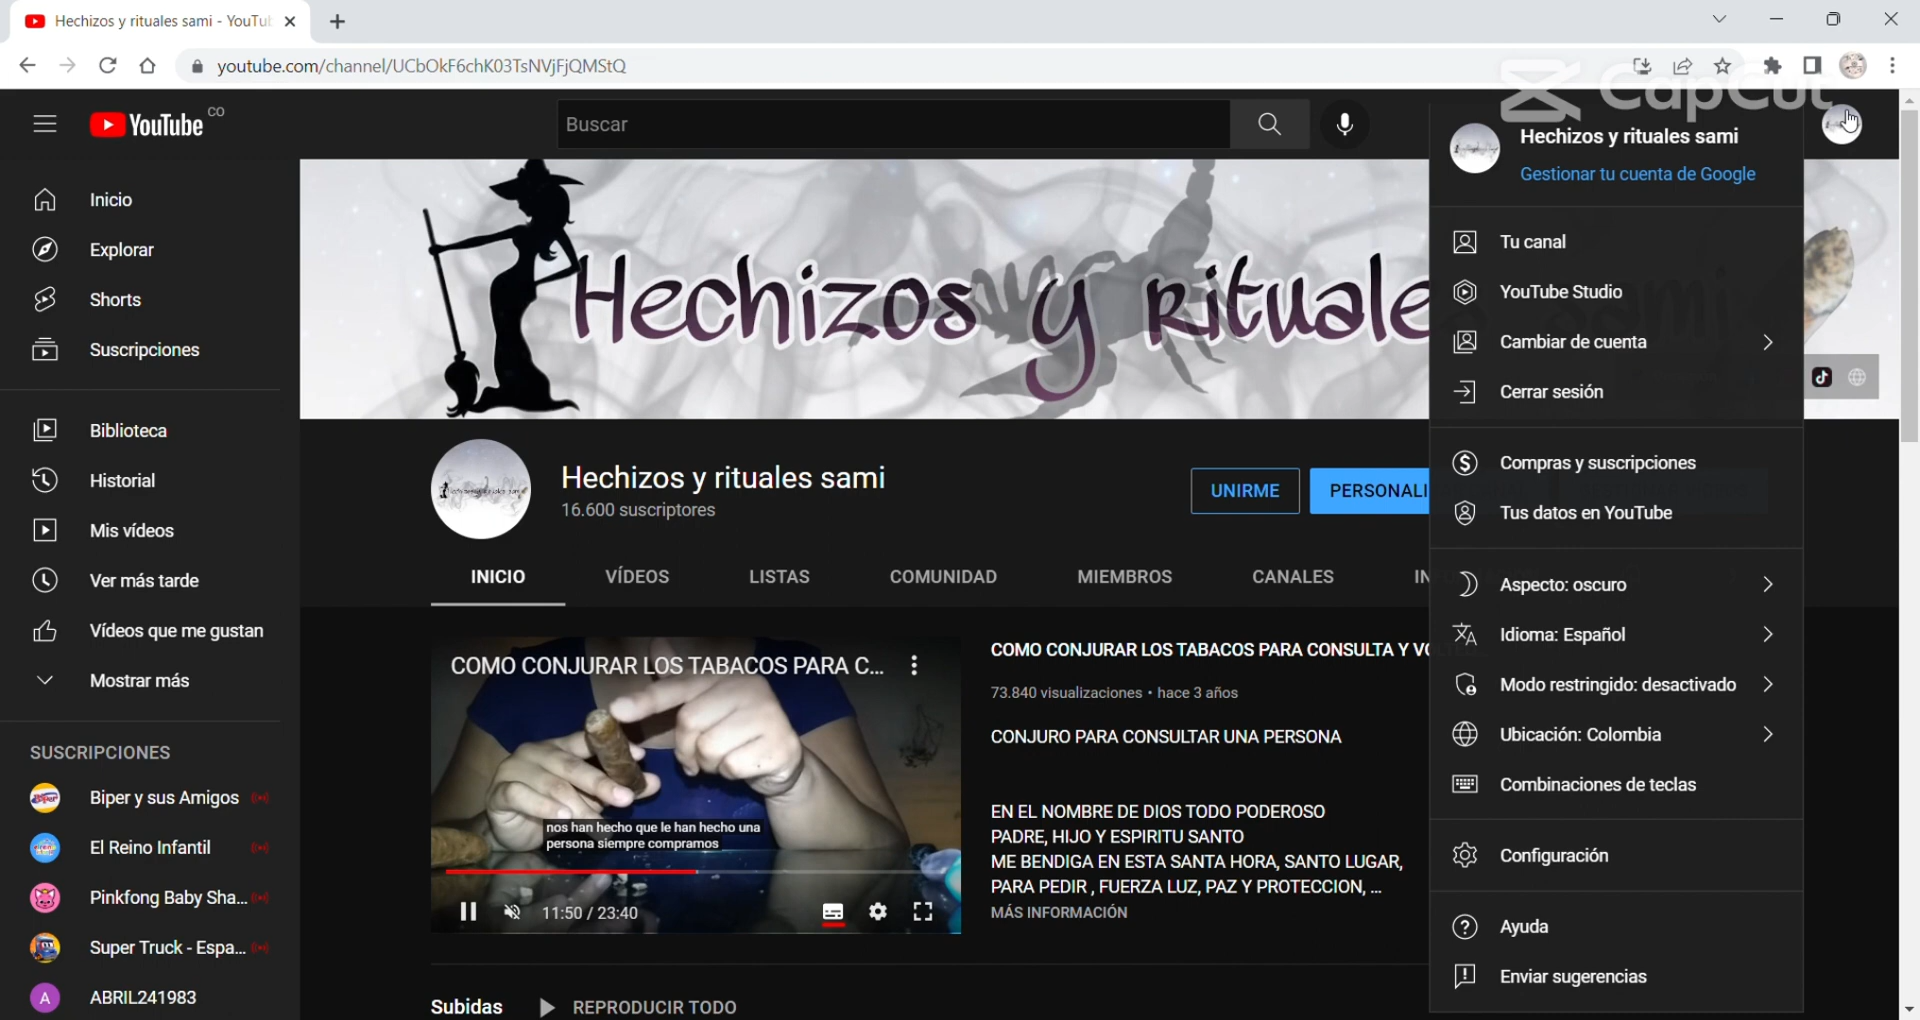 Hechizos y rituales sami - YouTu
youtube.com/channel/UCbOkF6chK03TsNVjFjQMStQ
CapCut
YouTube CO
Buscar
Inicio
Explorar
Shorts
Suscripciones
Biblioteca
Historial
Mis vídeos
Ver más tarde
Vídeos que me gustan
Mostrar más
SUSCRIPCIONES
Biper y sus Amigos
El Reino Infantil
Pinkfong Baby Sha...
Super Truck - Espa...
A ABRIL241983
Hechizos y Rituale
Hechizos y rituales sami
16.600 suscriptores
UNIRME
PERSONALI
INICIO
VÍDEOS
LISTAS
COMUNIDAD
MIEMBROS
CANALES
IN
COMO CONJURAR LOS TABACOS PARA C...
nos han hecho que le han hecho una
persona siempre compramos
11:50 / 23:40
COMO CONJURAR LOS TABACOS PARA CONSULTA Y VO
73.840 visualizaciones • hace 3 años
CONJURO PARA CONSULTAR UNA PERSONA
EN EL NOMBRE DE DIOS TODO PODEROSO
PADRE, HIJO Y ESPIRITU SANTO
ME BENDIGA EN ESTA SANTA HORA, SANTO LUGAR,
PARA PEDIR , FUERZA LUZ, PAZ Y PROTECCION, ...
MÁS INFORMACIÓN
Subidas
REPRODUCIR TODO
Hechizos y rituales sami
Gestionar tu cuenta de Google
Tu canal
YouTube Studio
Cambiar de cuenta
Cerrar sesión
Compras y suscripciones
Tus datos en YouTube
Aspecto: oscuro
Idioma: Español
Modo restringido: desactivado
Ubicación: Colombia
Combinaciones de teclas
Configuración
Ayuda
Enviar sugerencias